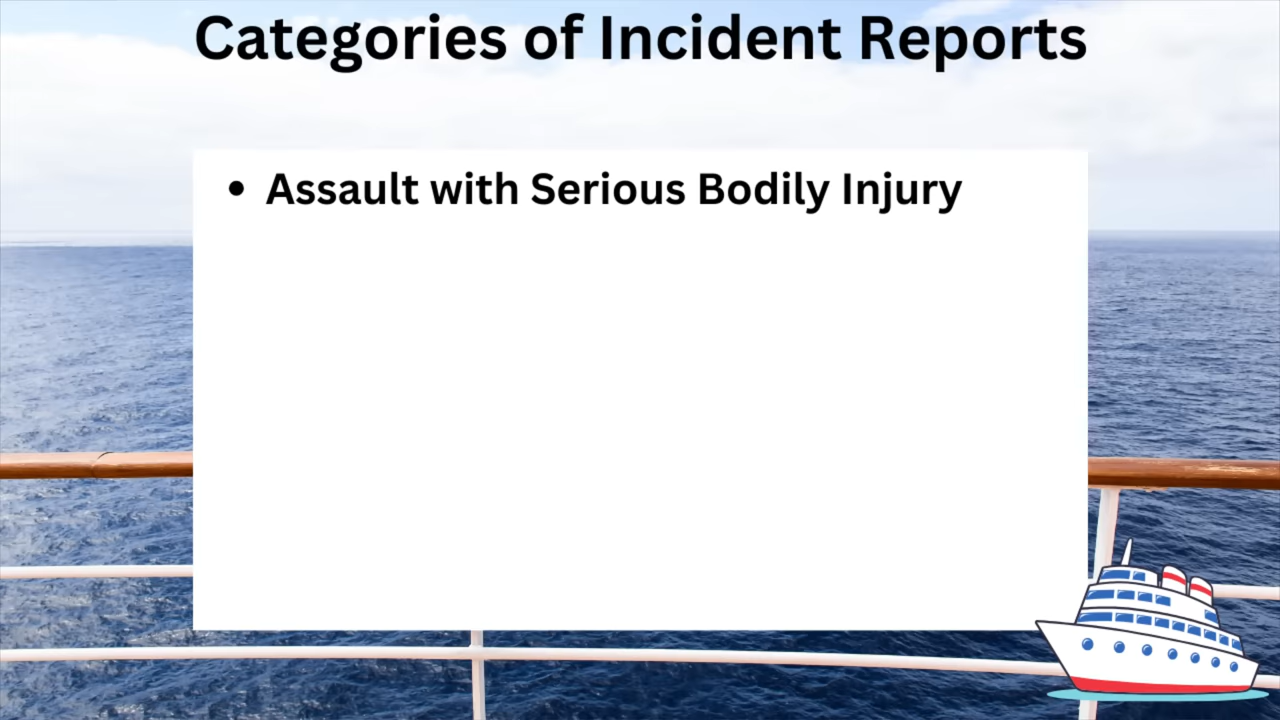 Categories of Incident Reports
• Assault with Serious Bodily Injury